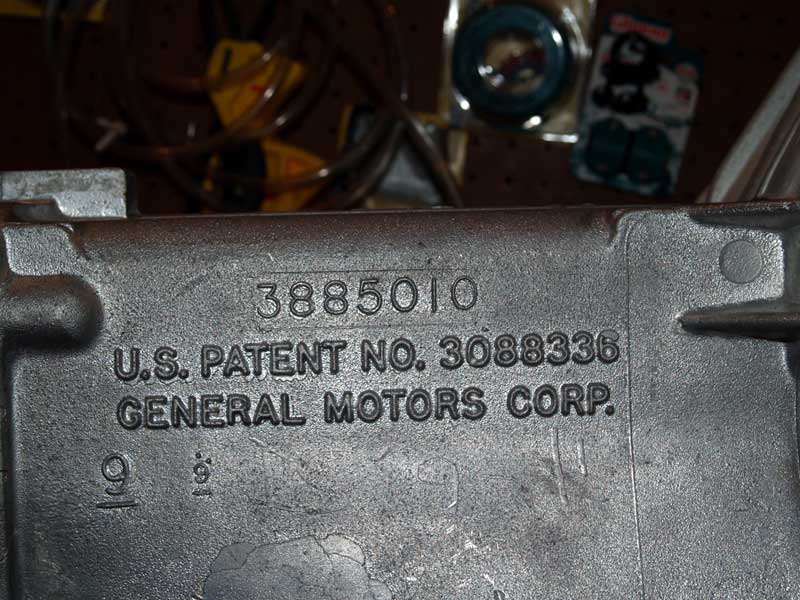 3885010
U.S. PATENT NO. 3088336
GENERAL MOTORS CORP.
9 9